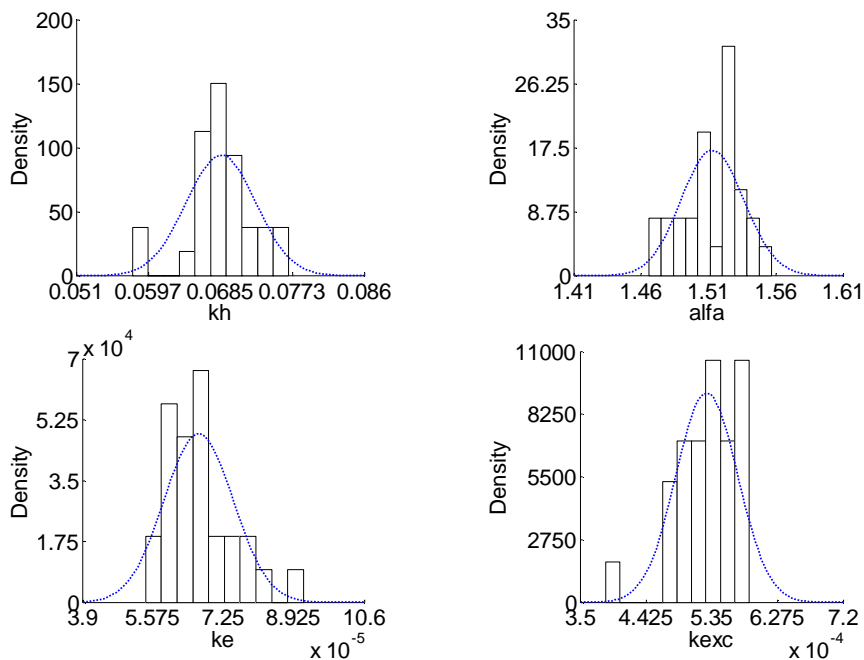 200
150
100
50
0
Density
0.051 0.0597 0.0685 0.0773 0.086
kh
35
26.25
17.5
8.75
0
Density
1.41 1.46 1.51 1.56 1.61
alfa
7 x 10^4
5.25
3.5
1.75
0
Density
3.9 5.575 7.25 8.925 10.6
ke
x 10^-5
11000
8250
5500
2750
0
Density
3.5 4.425 5.35 6.275 7.2
kexc
x 10^-4